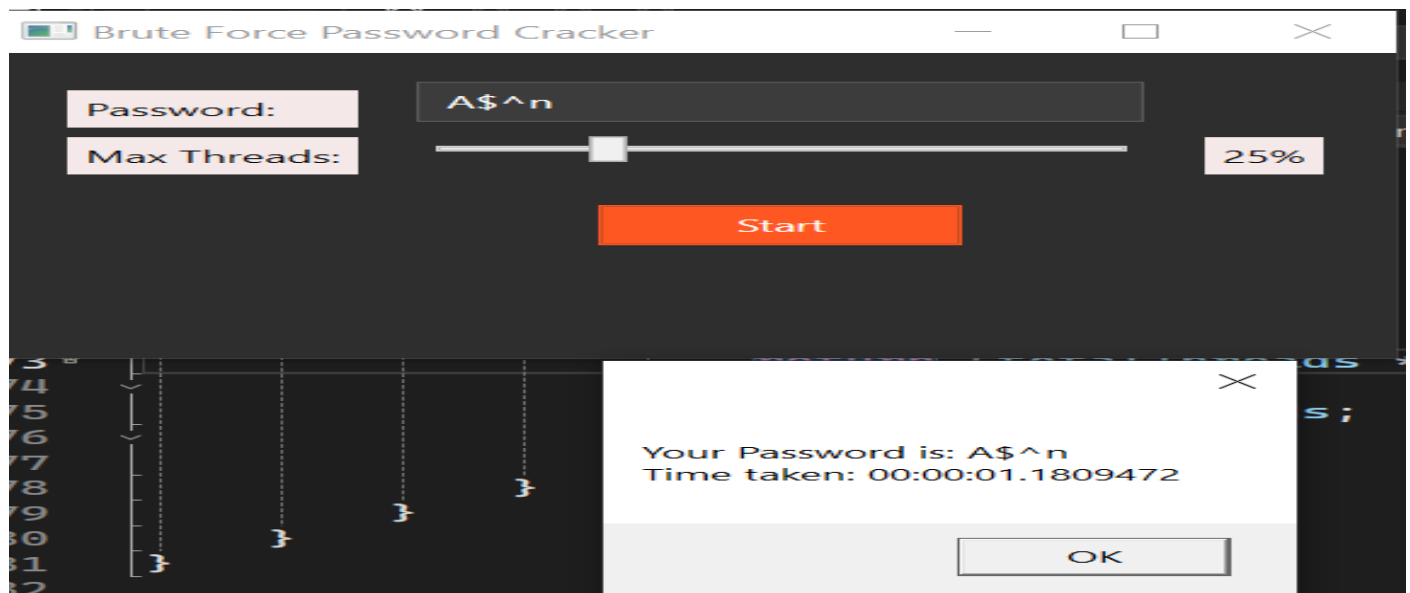 Brute Force Password Cracker
Password:
A$^n
Max Threads:
25%
Start
74
75
s;
76
77
78
}
79
}
80
}
81
}
Your Password is: A$^n
Time taken: 00:00:01.1809472
OK